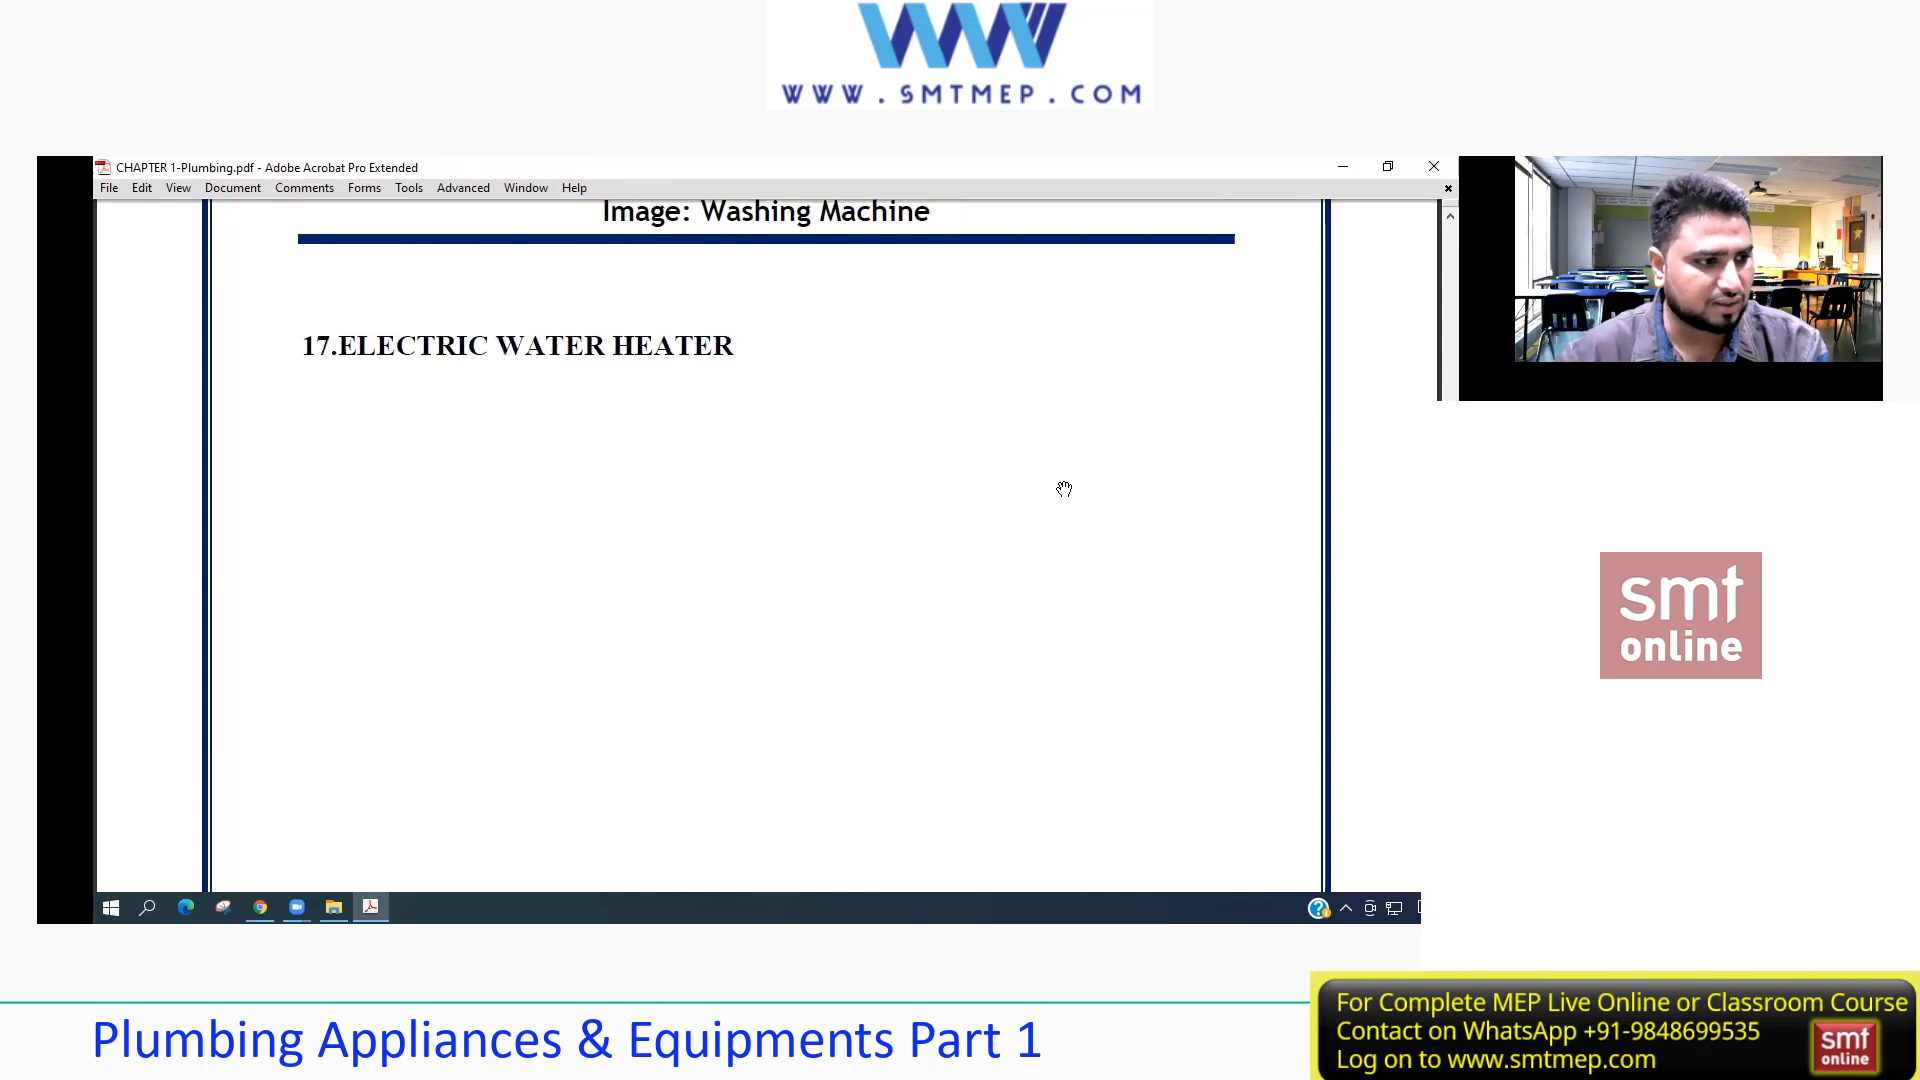 WWW.SMTMEP.COM
CHAPTER 1-Plumbing.pdf - Adobe Acrobat Pro Extended
File Edit View Document Comments Forms Tools Advanced Window Help
Image: Washing Machine
17.ELECTRIC WATER HEATER
smt
online
Plumbing Appliances & Equipments Part 1
For Complete MEP Live Online or Classroom Course
Contact on WhatsApp +91-9848699535
Log on to www.smtmep.com
smt
online